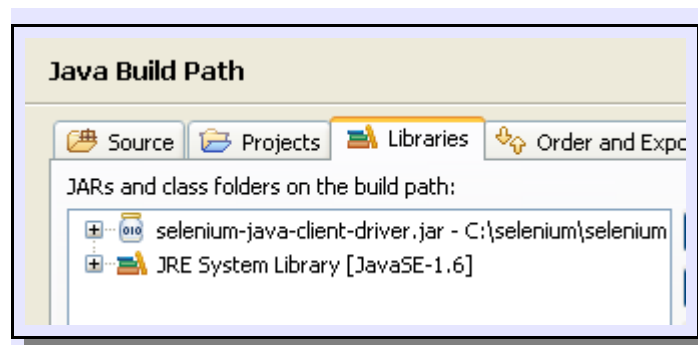 Java Build Path
Source Projects Libraries Order and Expo
JARs and class folders on the build path:
selenium-java-client-driver.jar - C:\selenium\selenium
JRE System Library [JavaSE-1.6]